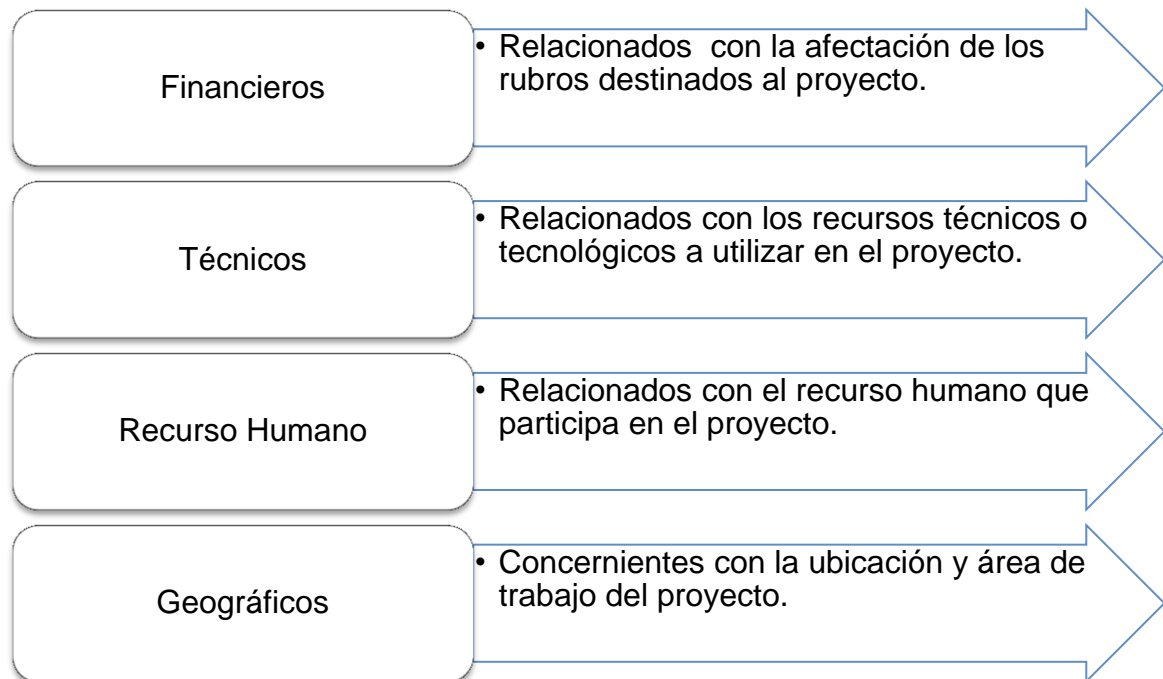 Financieros
• Relacionados  con la afectación de los
rubros destinados al proyecto.
Técnicos
• Relacionados con los recursos técnicos o
tecnológicos a utilizar en el proyecto.
Recurso Humano
• Relacionados con el recurso humano que
participa en el proyecto.
Geográficos
• Concernientes con la ubicación y área de
trabajo del proyecto.